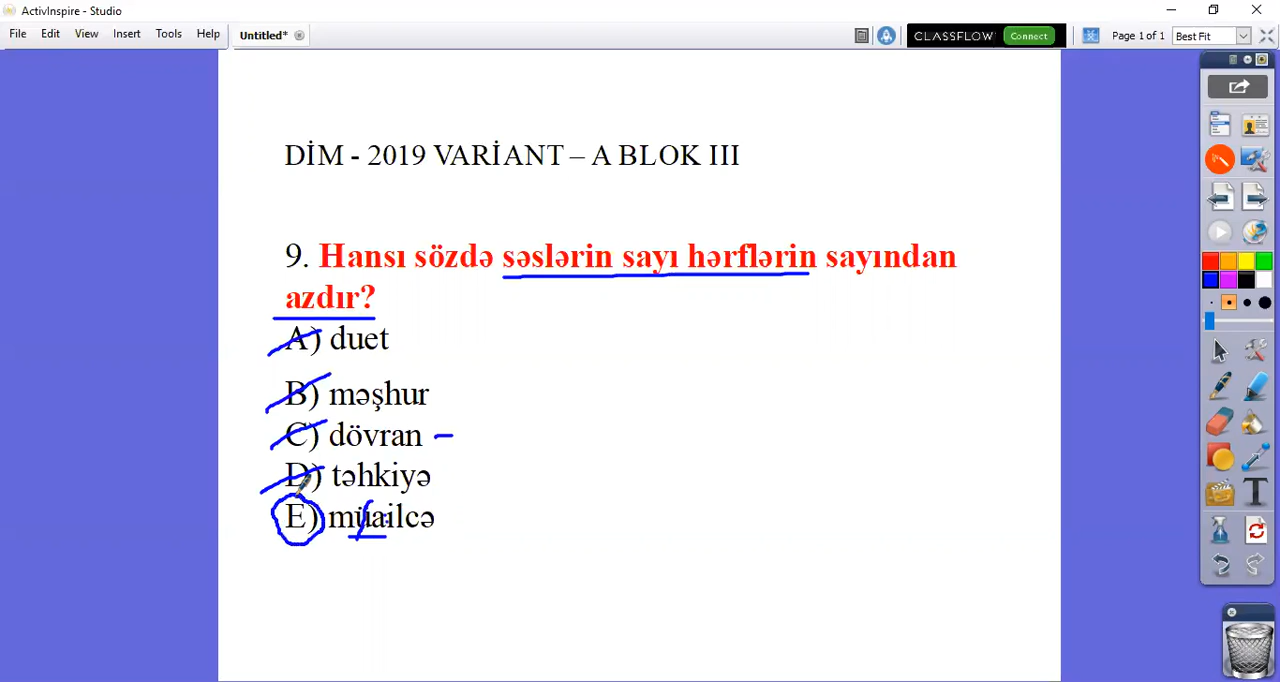 ActivInspire - Studio
File Edit View Insert Tools Help Untitled* CLASSFLOW Connect Page 1 of 1 Best Fit
DİM - 2019 VARİANT – A BLOK III
9. Hansı sözdə səslərin sayı hərflərin sayından
azdır?
A) duet
B) məşhur
C) dövran
D) təhkiyə
E) müailcə